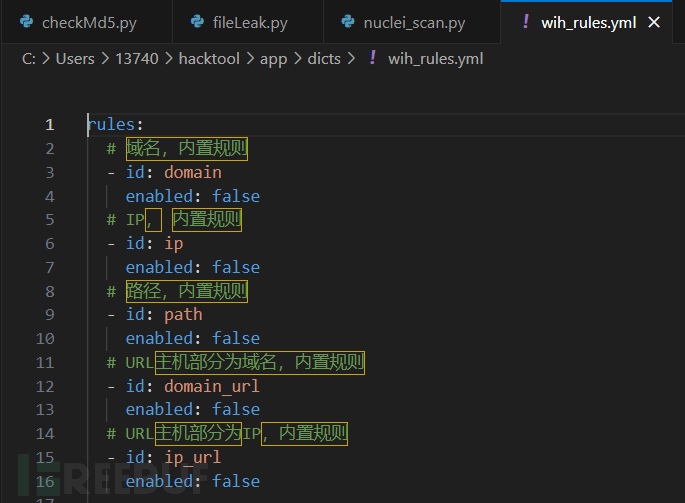 checkMd5.py fileLeak.py nuclei_scan.py ! wih_rules.yml ×
C: > Users > 13740 > hacktool > app > dicts > ! wih_rules.yml
1 rules:
2 # 域名，内置规则
3 - id: domain
4 enabled: false
5 # IP， 内置规则
6 - id: ip
7 enabled: false
8 # 路径，内置规则
9 - id: path
10 enabled: false
11 # URL主机部分为域名，内置规则
12 - id: domain_url
13 enabled: false
14 # URL主机部分为IP，内置规则
15 - id: ip_url
16 enabled: false
17
REEBUF